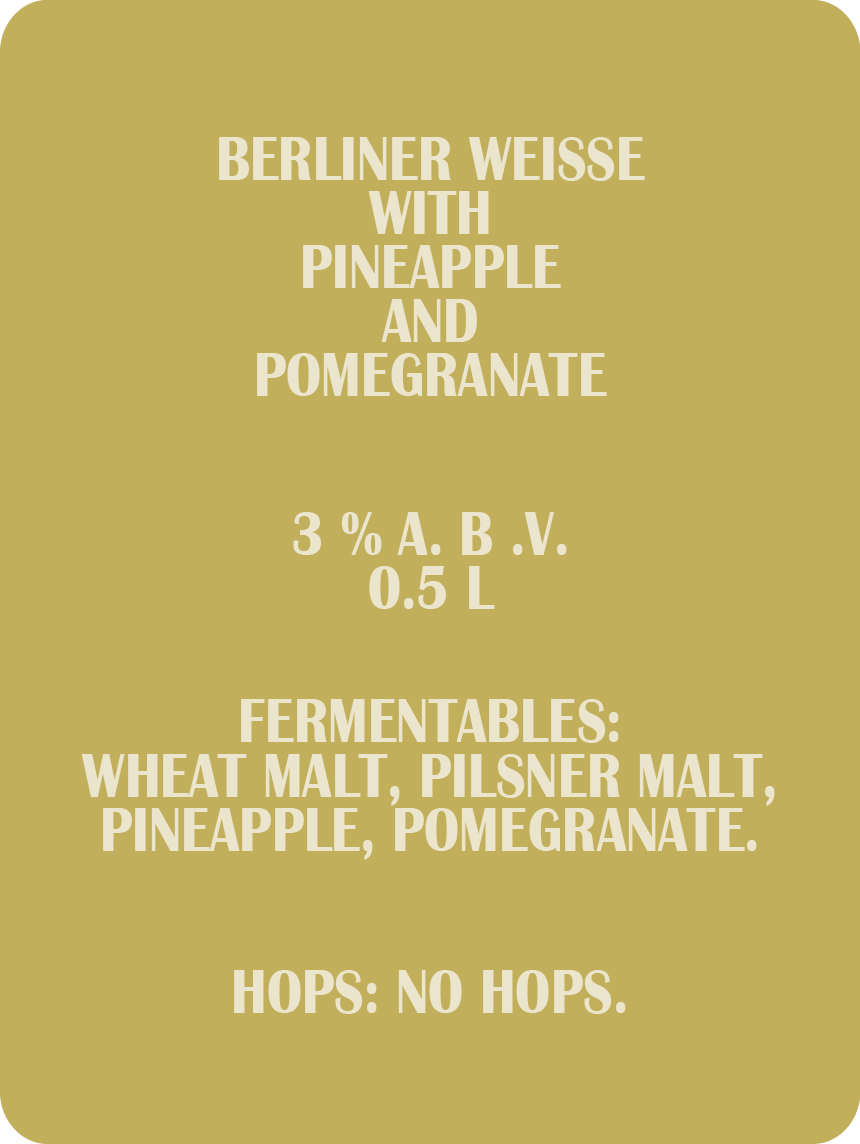 BERLINER WEISSE
WITH
PINEAPPLE
AND
POMEGRANATE
3 % A. B .V.
0.5 L
FERMENTABLES:
WHEAT MALT, PILSNER MALT,
PINEAPPLE, POMEGRANATE.
HOPS: NO HOPS.